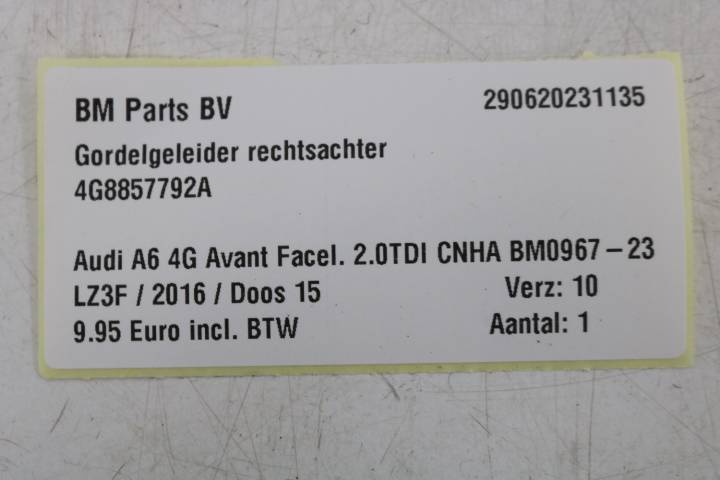 BM Parts BV 290620231135
Gordelgeleider rechtsachter
4G8857792A
Audi A6 4G Avant Facel. 2.0TDI CNHA BM0967 – 23
LZ3F / 2016 / Doos 15 Verz: 10
9.95 Euro incl. BTW Aantal: 1